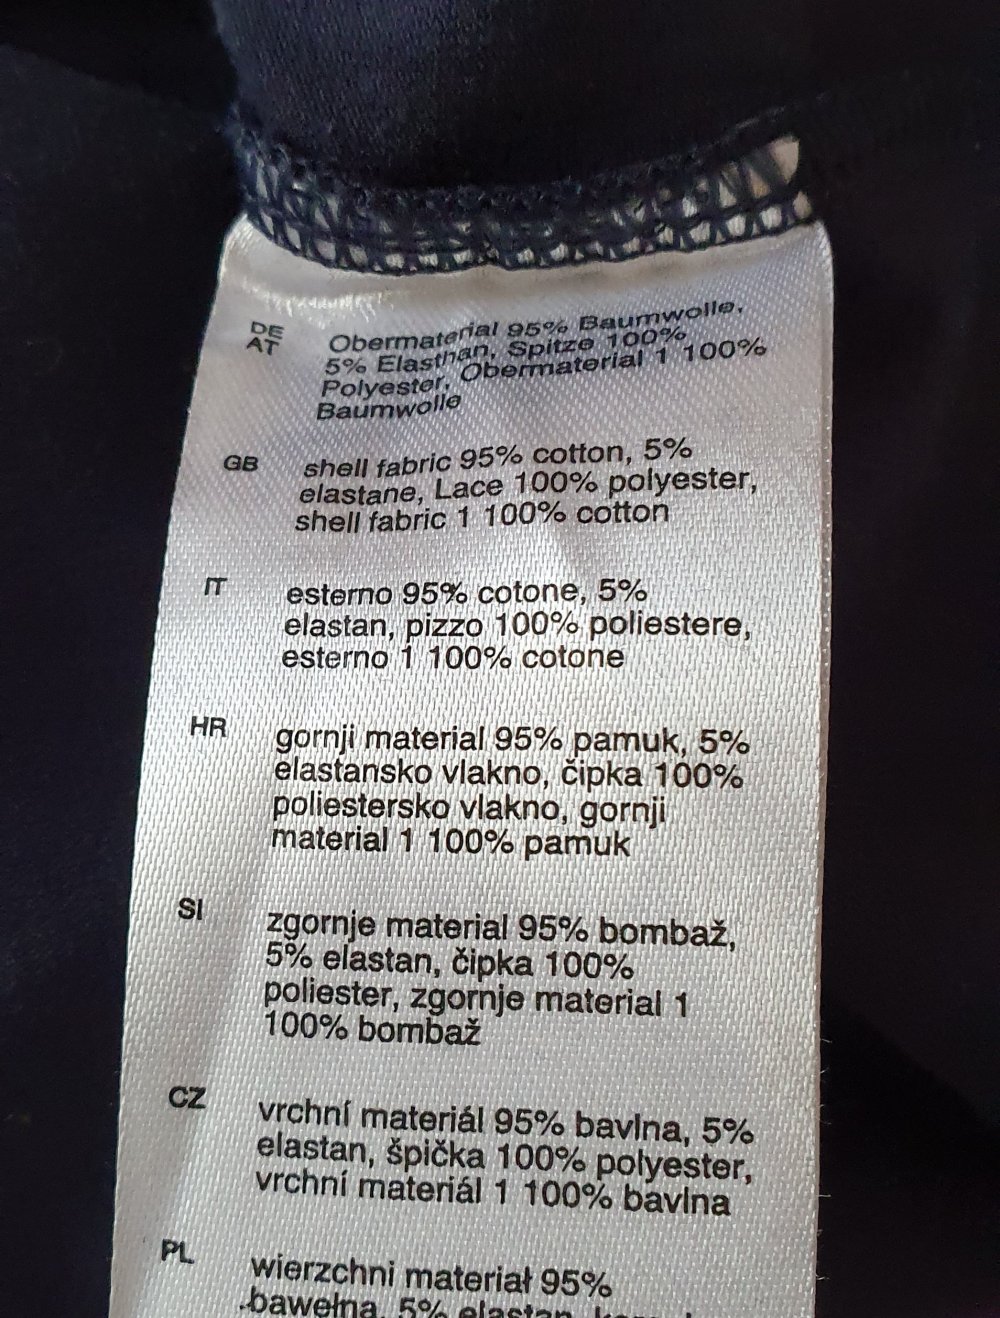 DE
AT
Obermaterial 95% Baumwolle,
5% Elasthan, Spitze 100%
Polyester, Obermaterial 1 100%
Baumwolle
GB
shell fabric 95% cotton, 5%
elastane, Lace 100% polyester,
shell fabric 1 100% cotton
IT
esterno 95% cotone, 5%
elastan, pizzo 100% poliestere,
esterno 1 100% cotone
HR
gornji material 95% pamuk, 5%
elastansko vlakno, čipka 100%
poliestersko vlakno, gornji
material 1 100% pamuk
SI
zgornje material 95% bombaž,
5% elastan, čipka 100%
poliester, zgornje material 1
100% bombaž
CZ
vrchní materiál 95% bavlna, 5%
elastan, špička 100% polyester,
vrchní materiál 1 100% bavlna
PL
wierzchni materiał 95%
bawełna, 5% elastan,